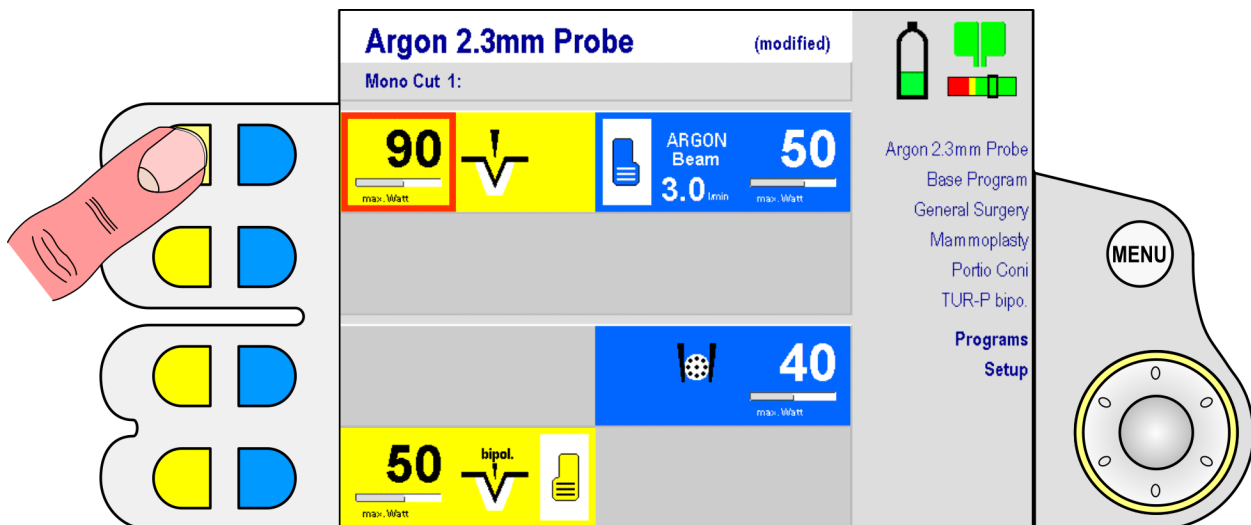 Argon 2.3mm Probe
(modified)
Mono Cut 1:
90
max. Watt
ARGON
Beam
3.0 l/min
50
max. Watt
40
max. Watt
50
max. Watt
bipol.
Argon 2.3mm Probe
Base Program
General Surgery
Mammoplasty
Portio Coni
TUR-P bipo.
Programs
Setup
MENU